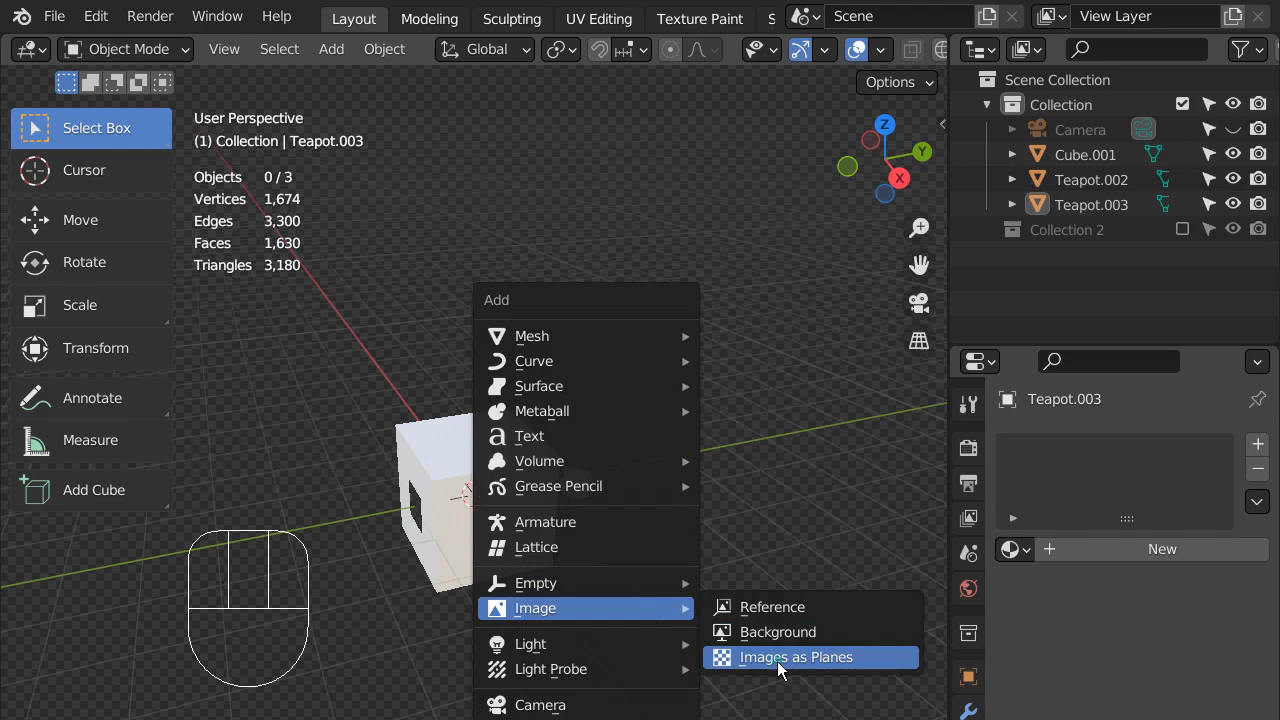 File Edit Render Window Help Layout Modeling Sculpting UV Editing Texture Paint S Scene View Layer
Object Mode View Select Add Object Global
Options
Select Box
Cursor
Move
Rotate
Scale
Transform
Annotate
Measure
Add Cube
User Perspective
(1) Collection | Teapot.003
Objects 0 / 3
Vertices 1,674
Edges 3,300
Faces 1,630
Triangles 3,180
Z
Y
X
Add
Mesh
Curve
Surface
Metaball
Text
Volume
Grease Pencil
Armature
Lattice
Empty
Image
Light
Light Probe
Camera
Reference
Background
Images as Planes
Scene Collection
Collection
Camera
Cube.001
Teapot.002
Teapot.003
Collection 2
Teapot.003
New